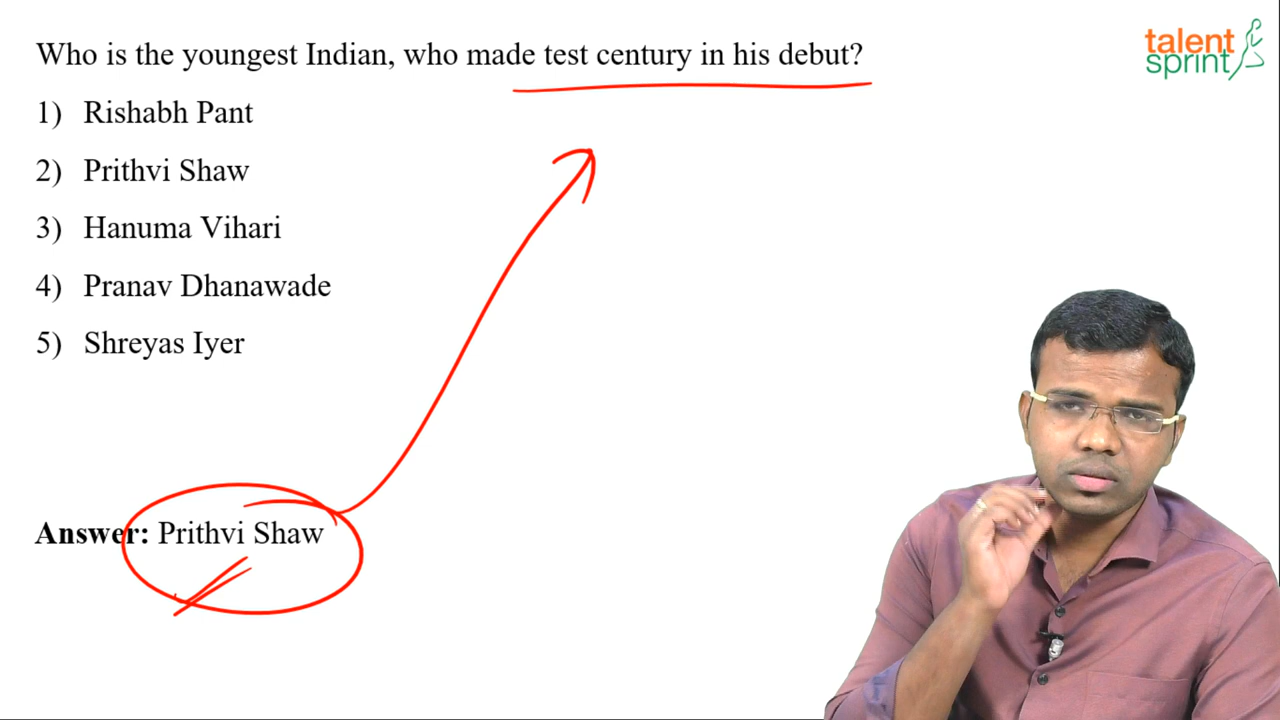 Who is the youngest Indian, who made test century in his debut?
talent
sprint
1) Rishabh Pant
2) Prithvi Shaw
3) Hanuma Vihari
4) Pranav Dhanawade
5) Shreyas Iyer
Answer: Prithvi Shaw